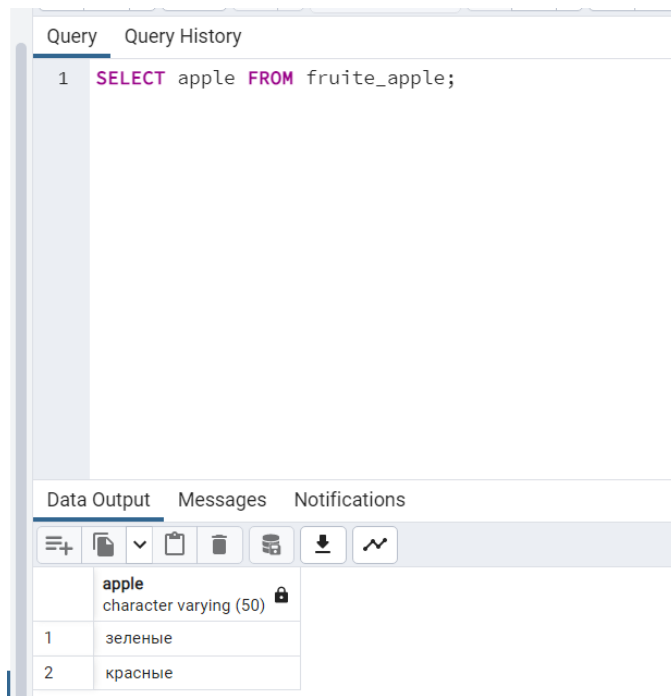 Query Query History
1 SELECT apple FROM fruite_apple;
Data Output Messages Notifications
apple
character varying (50)
1 зеленые
2 красные